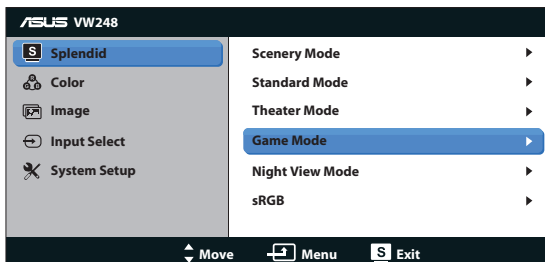 ASUS VW248
S Splendid
Color
Image
Input Select
System Setup
Scenery Mode
Standard Mode
Theater Mode
Game Mode
Night View Mode
sRGB
Move Menu S Exit